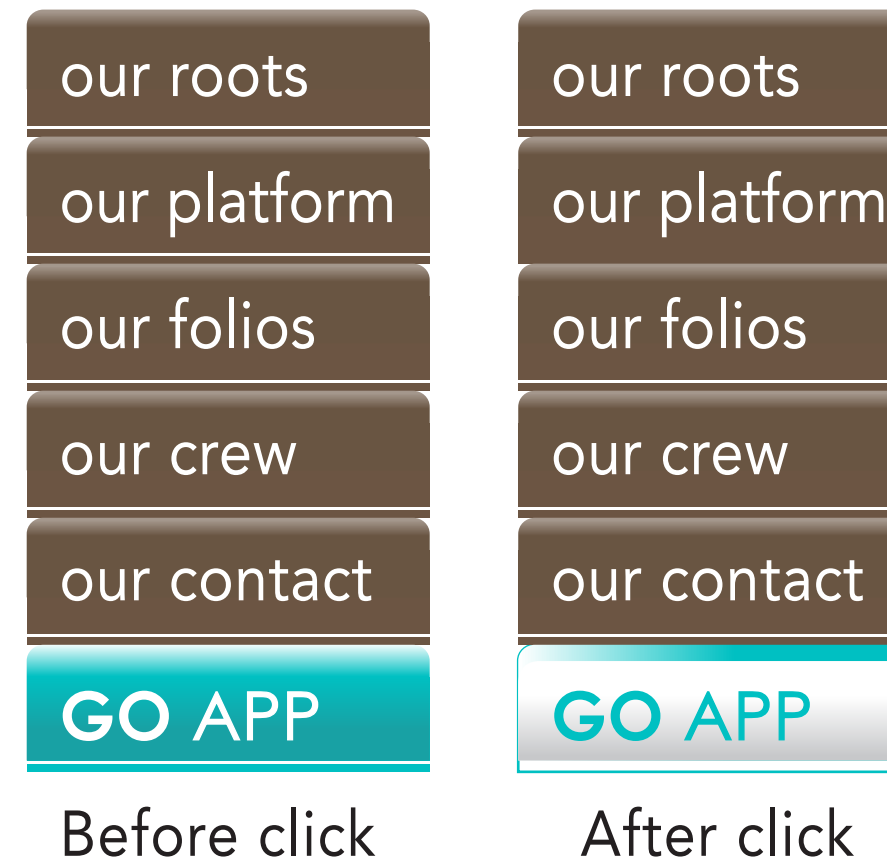 our roots
our platform
our folios
our crew
our contact
GO APP
Before click
our roots
our platform
our folios
our crew
our contact
GO APP
After click